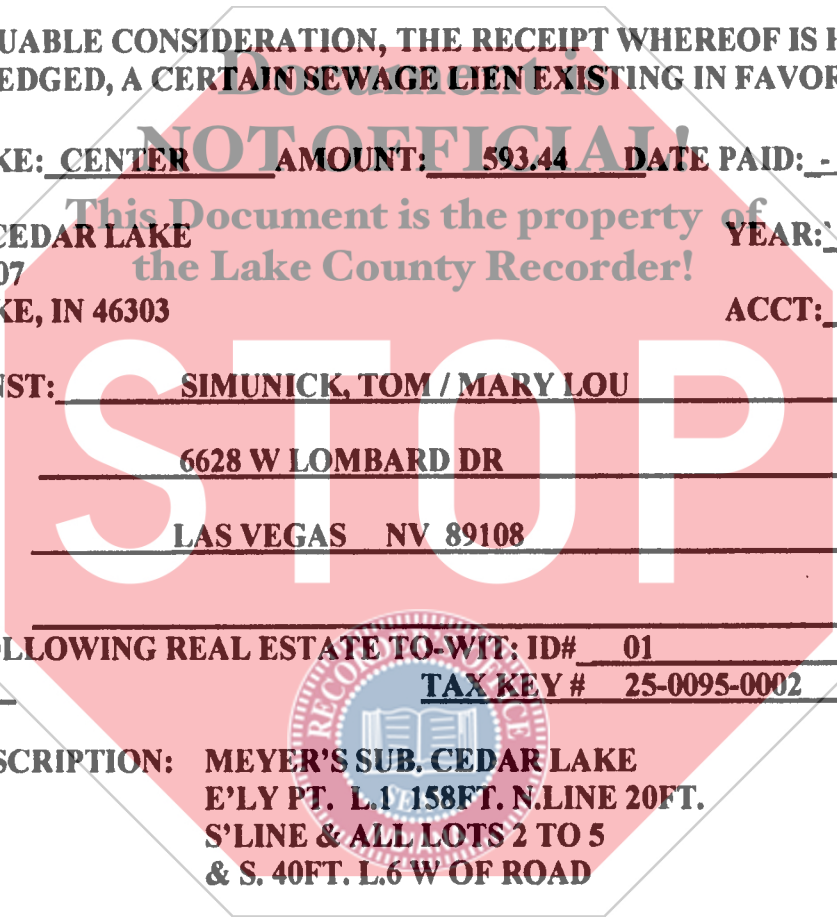 UABLE CONSIDERATION, THE RECEIPT WHEREOF IS
EDGED, A CERTAIN SEWAGE LIEN EXISTING IN FAVOR
Document is
NOT OFFICIAL!
KE: CENTER AMOUNT: 593.44 DATE PAID: -
This Document is the property of
the Lake County Recorder!
CEDAR LAKE YEAR:
07
KE, IN 46303 ACCT:
STOP
ST: SIMUNICK, TOM / MARY LOU
6628 W LOMBARD DR
LAS VEGAS NV 89108
LLOWING REAL ESTATE TO-WIT: ID# 01
TAX KEY # 25-0095-0002
SCRIPTION: MEYER'S SUB. CEDAR LAKE
E'LY PT. L.1 158FT. N.LINE 20FT.
S'LINE & ALL LOTS 2 TO 5
& S. 40FT. L.6 W OF ROAD
SEAL